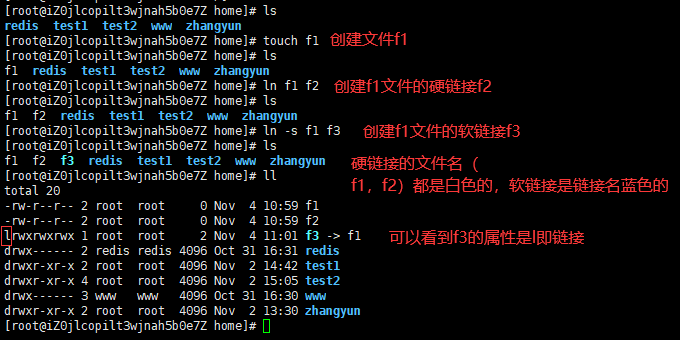 [root@iZ0jlcopilt3wjnah5b0e7Z home]# ls
redis  test1  test2  www  zhangyun
[root@iZ0jlcopilt3wjnah5b0e7Z home]# touch f1 创建文件f1
[root@iZ0jlcopilt3wjnah5b0e7Z home]# ls
f1  redis  test1  test2  www  zhangyun
[root@iZ0jlcopilt3wjnah5b0e7Z home]# ln f1 f2 创建f1文件的硬链接f2
[root@iZ0jlcopilt3wjnah5b0e7Z home]# ls
f1  f2  redis  test1  test2  www  zhangyun
[root@iZ0jlcopilt3wjnah5b0e7Z home]# ln -s f1 f3 创建f1文件的软链接f3
[root@iZ0jlcopilt3wjnah5b0e7Z home]# ls
f1  f2  f3  redis  test1  test2  www  zhangyun 硬链接的文件名（
[root@iZ0jlcopilt3wjnah5b0e7Z home]# ll f1，f2）都是白色的，软链接是链接名蓝色的
total 20
-rw-r--r-- 2 root  root     0 Nov  4 10:59 f1
-rw-r--r-- 2 root  root     0 Nov  4 10:59 f2
lrwxrwxrwx 1 root  root     2 Nov  4 11:01 f3 -> f1 可以看到f3的属性是l即链接
drwx------ 2 redis redis 4096 Oct 31 16:31 redis
drwxr-xr-x 2 root  root  4096 Nov  2 14:42 test1
drwxr-xr-x 4 root  root  4096 Nov  2 15:05 test2
drwx------ 3 www   www   4096 Oct 31 16:30 www
drwxr-xr-x 2 root  root  4096 Nov  2 13:30 zhangyun
[root@iZ0jlcopilt3wjnah5b0e7Z home]#